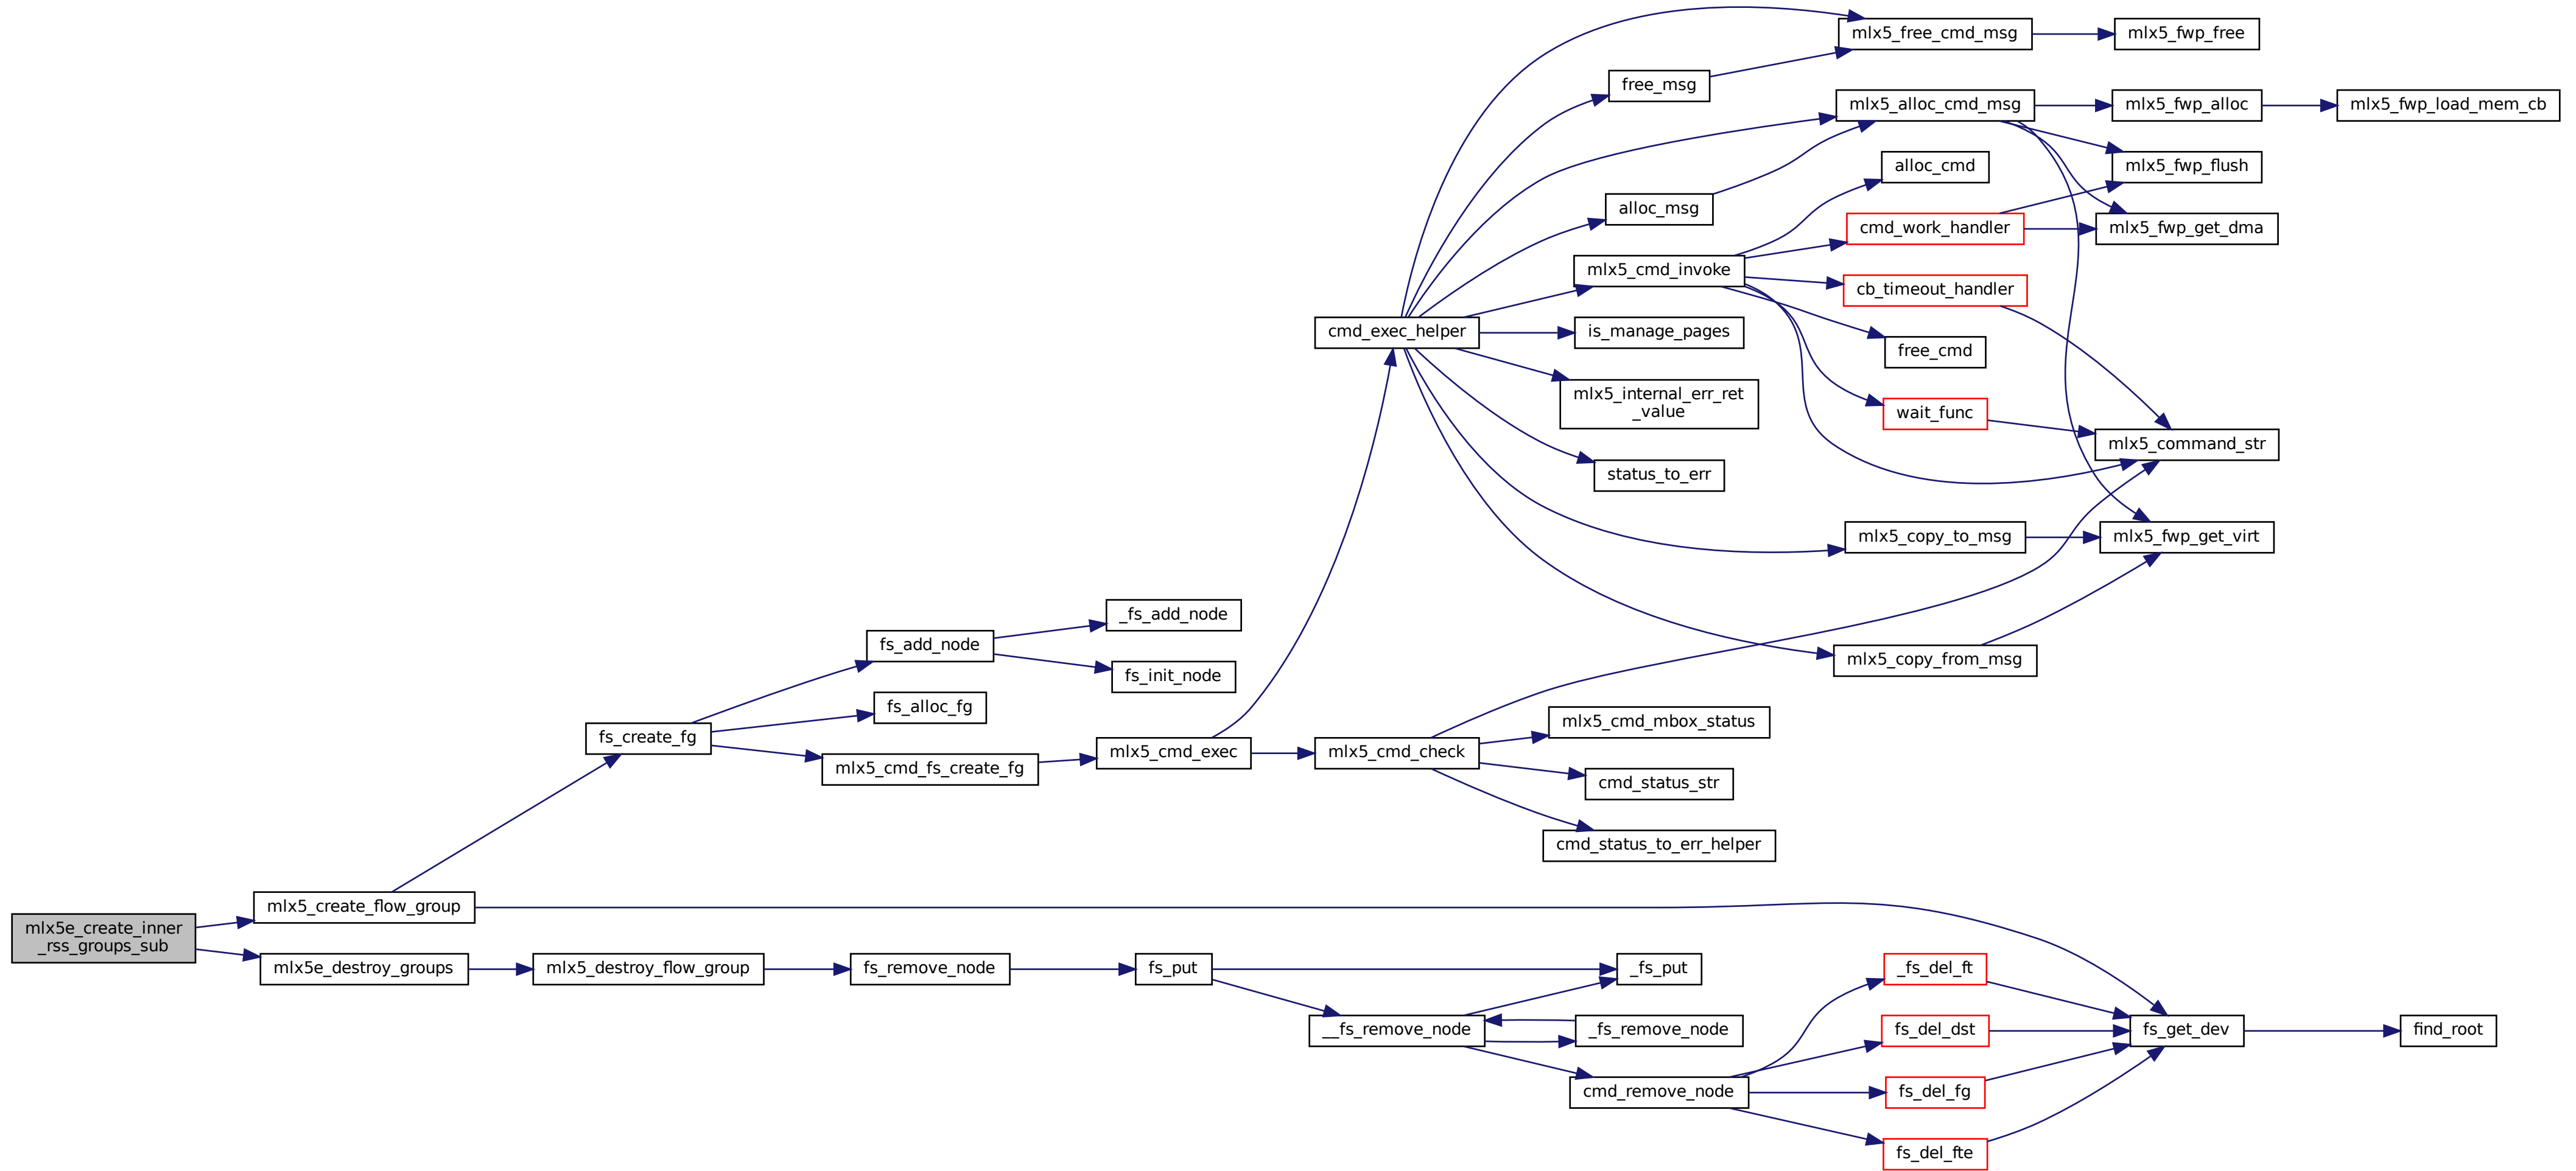 mlx5_free_cmd_msg
mlx5_fwp_free
free_msg
mlx5_alloc_cmd_msg
mlx5_fwp_alloc
mlx5_fwp_load_mem_cb
alloc_cmd
mlx5_fwp_flush
alloc_msg
cmd_work_handler
mlx5_fwp_get_dma
mlx5_cmd_invoke
cb_timeout_handler
cmd_exec_helper
is_manage_pages
free_cmd
mlx5_internal_err_ret
_value
wait_func
mlx5_command_str
status_to_err
mlx5_copy_to_msg
mlx5_fwp_get_virt
_fs_add_node
fs_add_node
mlx5_copy_from_msg
fs_init_node
fs_alloc_fg
mlx5_cmd_mbox_status
fs_create_fg
mlx5_cmd_exec
mlx5_cmd_check
mlx5_cmd_fs_create_fg
cmd_status_str
cmd_status_to_err_helper
mlx5_create_flow_group
mlx5e_create_inner
_rss_groups_sub
mlx5e_destroy_groups
mlx5_destroy_flow_group
fs_remove_node
fs_put
_fs_put
_fs_del_ft
__fs_remove_node
_fs_remove_node
fs_del_dst
fs_get_dev
find_root
cmd_remove_node
fs_del_fg
fs_del_fte